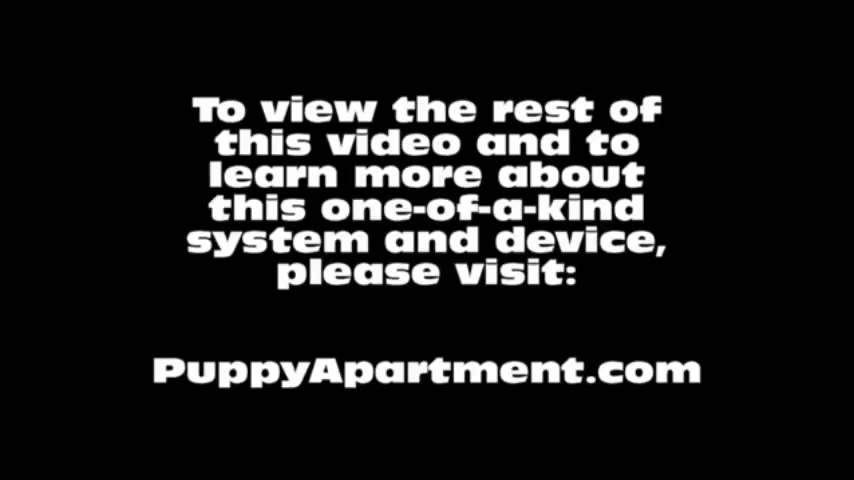 To view the rest of
this video and to
learn more about
this one-of-a-kind
system and device,
please visit:
PuppyApartment.com